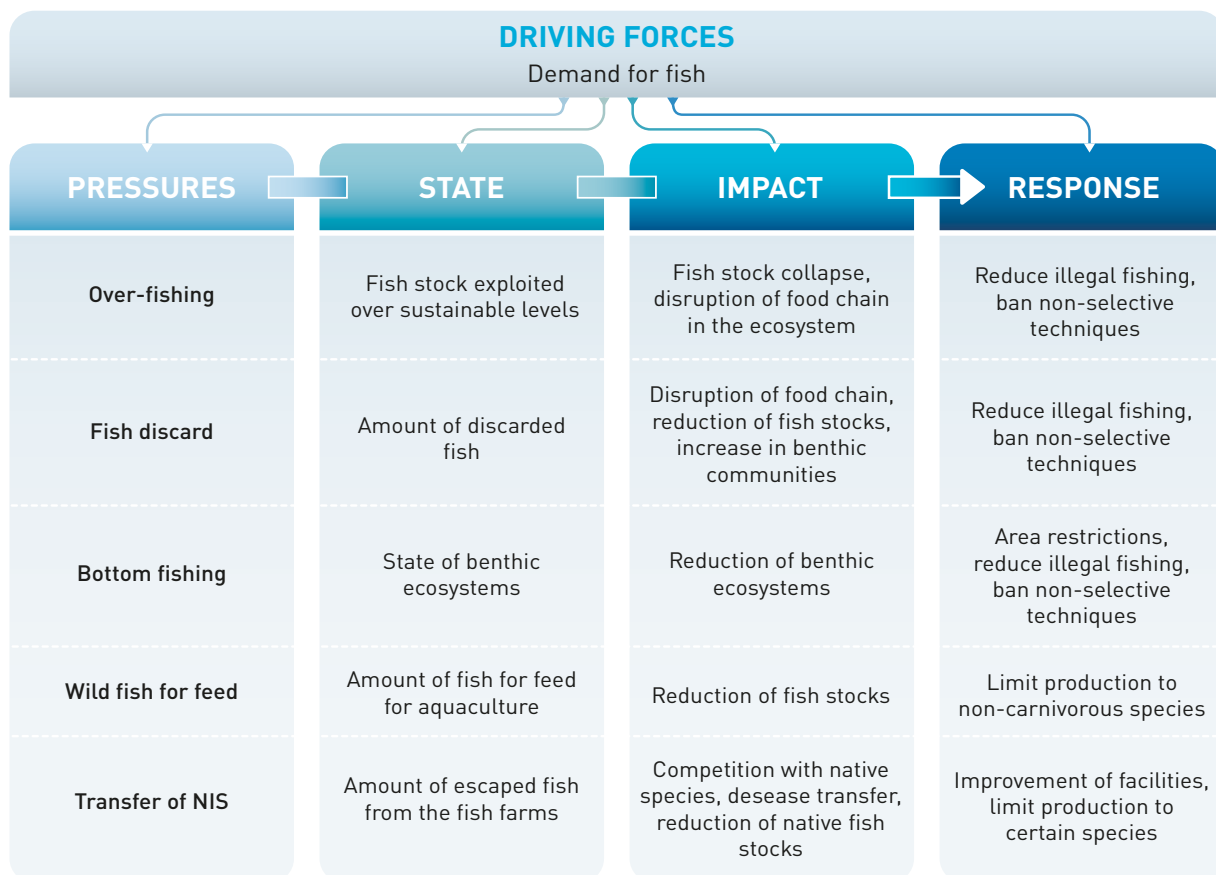 DRIVING FORCES
Demand for fish
PRESSURES
STATE
IMPACT
RESPONSE
Over-fishing
Fish stock exploited
over sustainable levels
Fish stock collapse,
disruption of food chain
in the ecosystem
Reduce illegal fishing,
ban non-selective
techniques
Fish discard
Amount of discarded
fish
Disruption of food chain,
reduction of fish stocks,
increase in benthic
communities
Reduce illegal fishing,
ban non-selective
techniques
Bottom fishing
State of benthic
ecosystems
Reduction of benthic
ecosystems
Area restrictions,
reduce illegal fishing,
ban non-selective
techniques
Wild fish for feed
Amount of fish for feed
for aquaculture
Reduction of fish stocks
Limit production to
non-carnivorous species
Transfer of NIS
Amount of escaped fish
from the fish farms
Competition with native
species, desease transfer,
reduction of native fish
stocks
Improvement of facilities,
limit production to
certain species